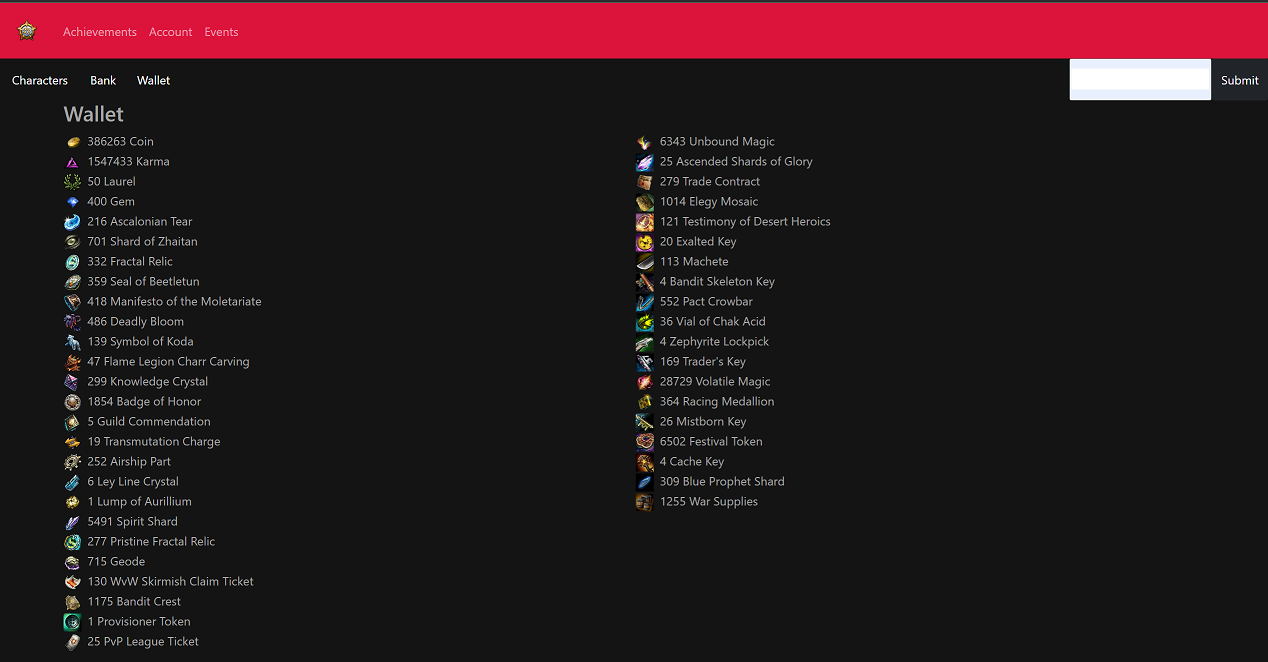 Achievements Account Events
Characters Bank Wallet Submit
Wallet
386263 Coin
1547433 Karma
50 Laurel
400 Gem
216 Ascalonian Tear
701 Shard of Zhaitan
332 Fractal Relic
359 Seal of Beetletun
418 Manifesto of the Moletariate
486 Deadly Bloom
139 Symbol of Koda
47 Flame Legion Charr Carving
299 Knowledge Crystal
1854 Badge of Honor
5 Guild Commendation
19 Transmutation Charge
252 Airship Part
6 Ley Line Crystal
1 Lump of Aurillium
5491 Spirit Shard
277 Pristine Fractal Relic
715 Geode
130 WvW Skirmish Claim Ticket
1175 Bandit Crest
1 Provisioner Token
25 PvP League Ticket
6343 Unbound Magic
25 Ascended Shards of Glory
279 Trade Contract
1014 Elegy Mosaic
121 Testimony of Desert Heroics
20 Exalted Key
113 Machete
4 Bandit Skeleton Key
552 Pact Crowbar
36 Vial of Chak Acid
4 Zephyrite Lockpick
169 Trader's Key
28729 Volatile Magic
364 Racing Medallion
26 Mistborn Key
6502 Festival Token
4 Cache Key
309 Blue Prophet Shard
1255 War Supplies